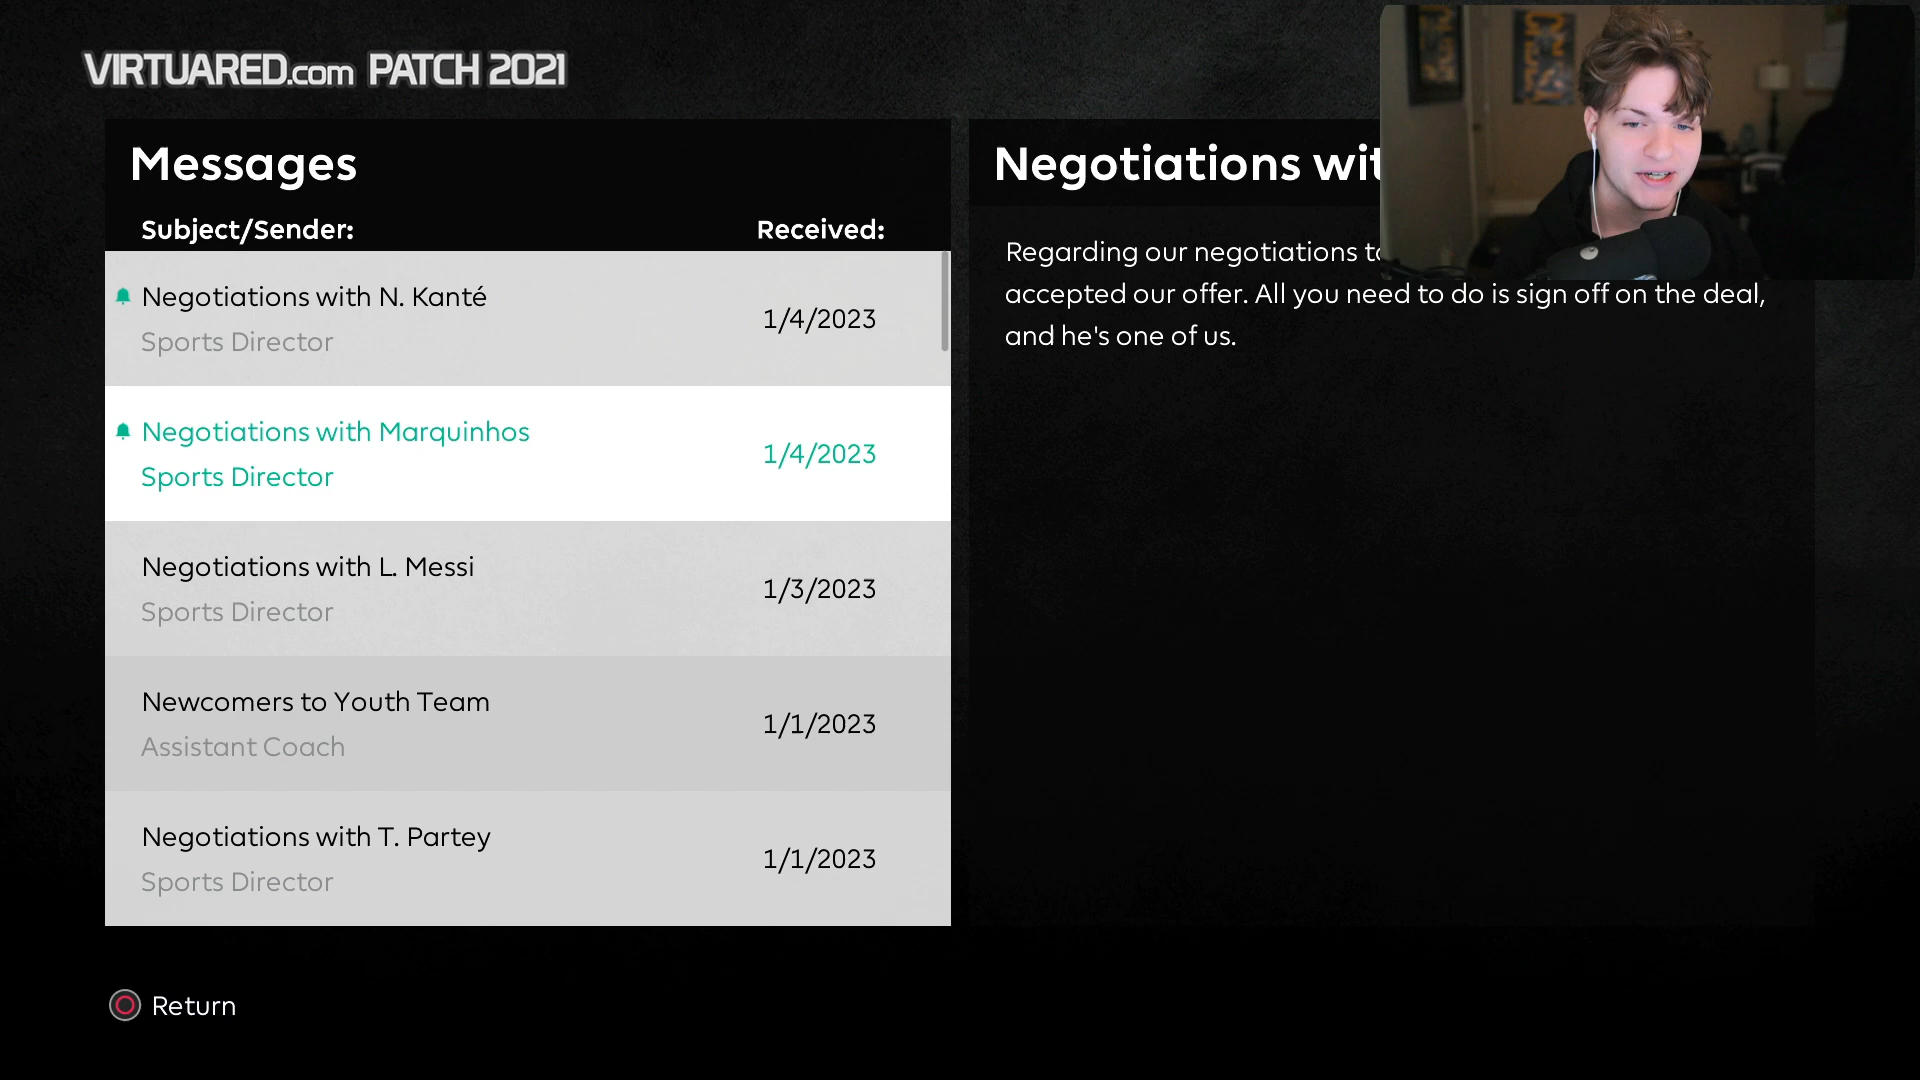 VIRTUARED.com PATCH 2021
Messages
Subject/Sender: Received:
Negotiations with N. Kanté
Sports Director
1/4/2023
Negotiations with Marquinhos
Sports Director
1/4/2023
Negotiations with L. Messi
Sports Director
1/3/2023
Newcomers to Youth Team
Assistant Coach
1/1/2023
Negotiations with T. Partey
Sports Director
1/1/2023
Negotiations wit
Regarding our negotiations to
accepted our offer. All you need to do is sign off on the deal,
and he's one of us.
Return